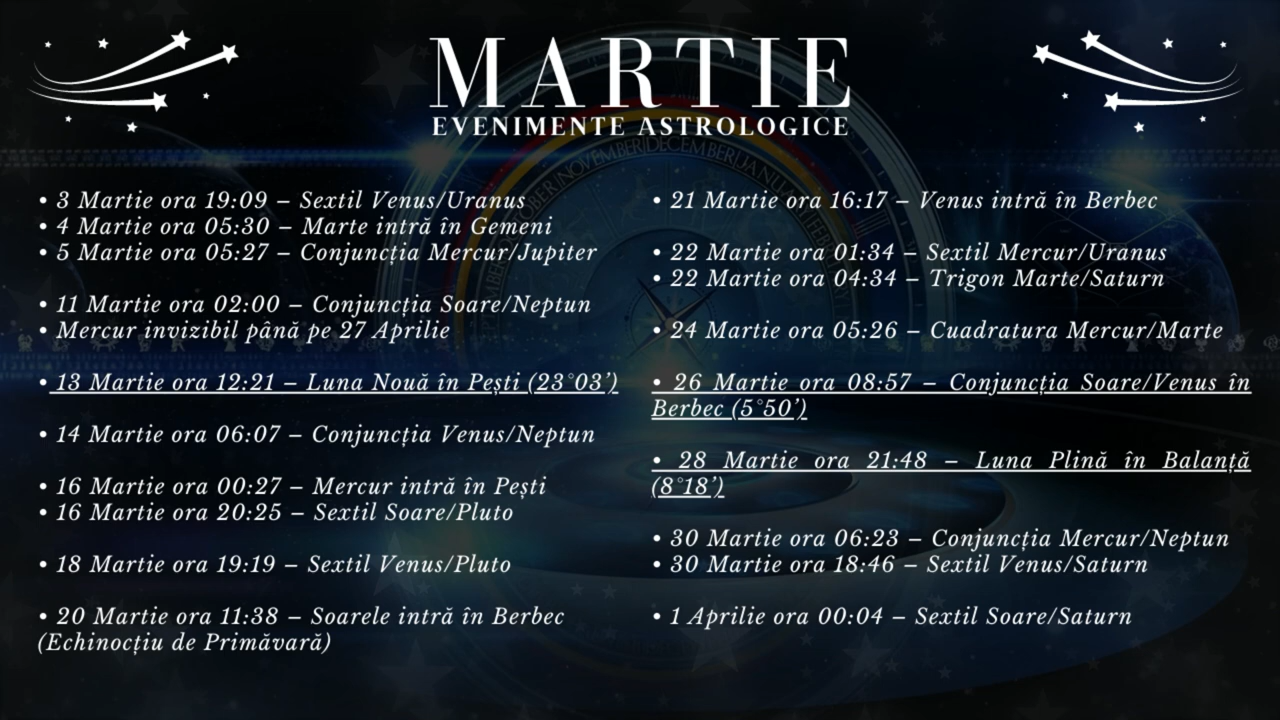 MARTIE
EVENIMENTE ASTROLOGICE
• 3 Martie ora 19:09 – Sextil Venus/Uranus
• 4 Martie ora 05:30 – Marte intră în Gemeni
• 5 Martie ora 05:27 – Conjuncția Mercur/Jupiter
• 11 Martie ora 02:00 – Conjuncția Soare/Neptun
• Mercur invizibil până pe 27 Aprilie
• 13 Martie ora 12:21 – Luna Nouă în Pești (23°03’)
• 14 Martie ora 06:07 – Conjuncția Venus/Neptun
• 16 Martie ora 00:27 – Mercur intră în Pești
• 16 Martie ora 20:25 – Sextil Soare/Pluto
• 18 Martie ora 19:19 – Sextil Venus/Pluto
• 20 Martie ora 11:38 – Soarele intră în Berbec
(Echinocțiu de Primăvară)
• 21 Martie ora 16:17 – Venus intră în Berbec
• 22 Martie ora 01:34 – Sextil Mercur/Uranus
• 22 Martie ora 04:34 – Trigon Marte/Saturn
• 24 Martie ora 05:26 – Cuadratura Mercur/Marte
• 26 Martie ora 08:57 – Conjuncția Soare/Venus în
Berbec (5°50’)
• 28 Martie ora 21:48 – Luna Plină în Balanță
(8°18’)
• 30 Martie ora 06:23 – Conjuncția Mercur/Neptun
• 30 Martie ora 18:46 – Sextil Venus/Saturn
• 1 Aprilie ora 00:04 – Sextil Soare/Saturn